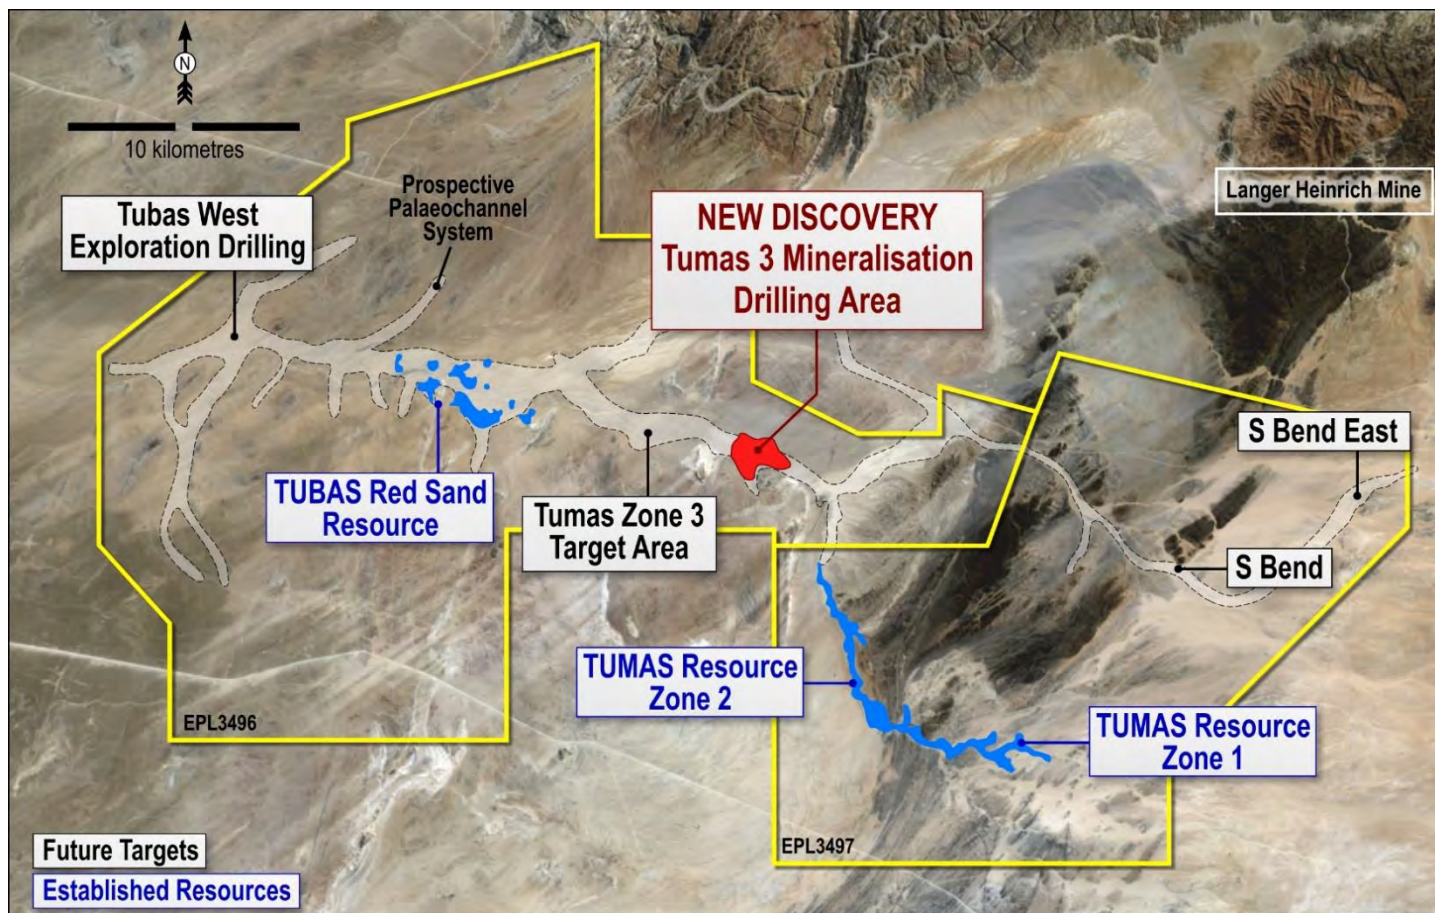 N
10 kilometres
Prospective
Palaeochannel
System
Tubas West
Exploration Drilling
NEW DISCOVERY
Tumas 3 Mineralisation
Drilling Area
Langer Heinrich Mine
S Bend East
TUBAS Red Sand
Resource
Tumas Zone 3
Target Area
S Bend
TUMAS Resource
Zone 2
EPL3496
TUMAS Resource
Zone 1
EPL3497
Future Targets
Established Resources